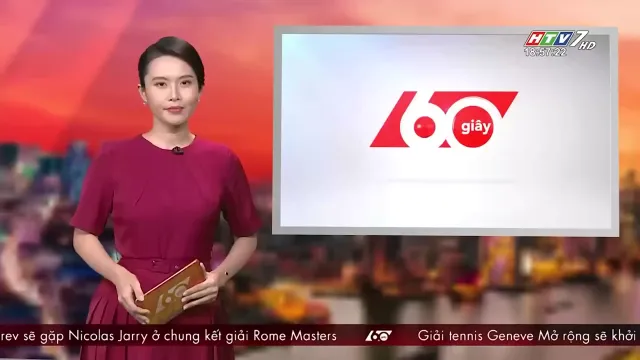 HTV7 HD
18:57:22
60 giây
rev sẽ gặp Nicolas Jarry ở chung kết giải Rome Masters 60 Giải tennis Geneve Mở rộng sẽ khởi